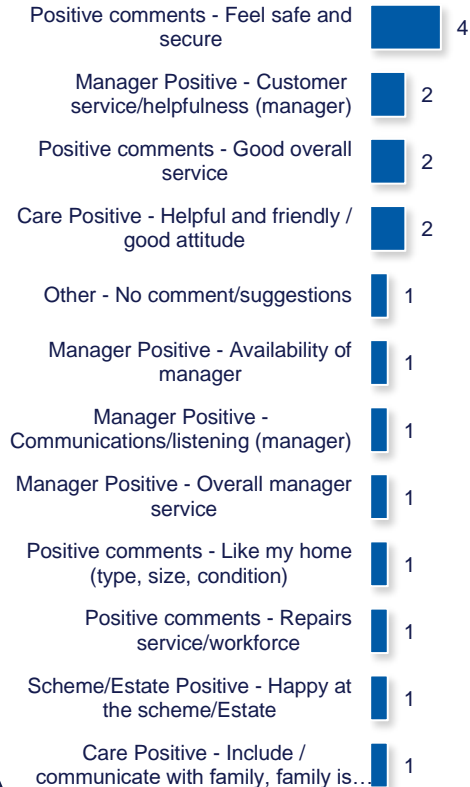 Positive comments - Feel safe and
secure
4
Manager Positive - Customer
service/helpfulness (manager)
2
Positive comments - Good overall
service
2
Care Positive - Helpful and friendly /
good attitude
2
Other - No comment/suggestions
1
Manager Positive - Availability of
manager
1
Manager Positive -
Communications/listening (manager)
1
Manager Positive - Overall manager
service
1
Positive comments - Like my home
(type, size, condition)
1
Positive comments - Repairs
service/workforce
1
Scheme/Estate Positive - Happy at
the scheme/Estate
1
Care Positive - Include /
communicate with family, family is…
1